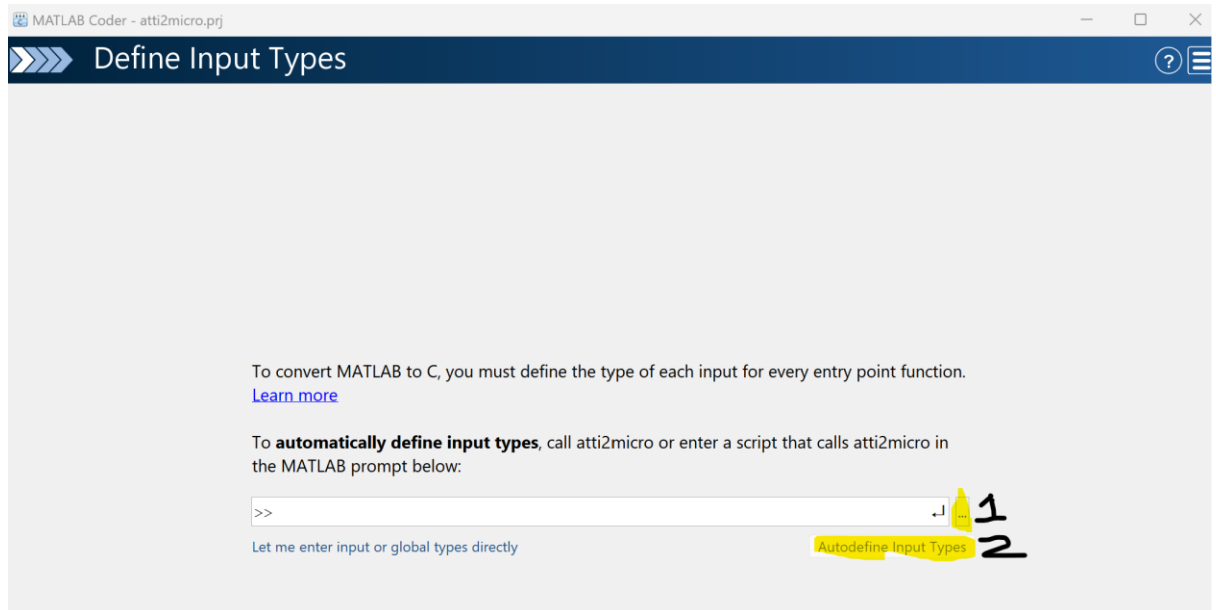 MATLAB Coder - atti2micro.prj
Define Input Types
?
To convert MATLAB to C, you must define the type of each input for every entry point function.
Learn more
To automatically define input types, call atti2micro or enter a script that calls atti2micro in
the MATLAB prompt below:
>> ... 1
Let me enter input or global types directly Autodefine Input Types 2